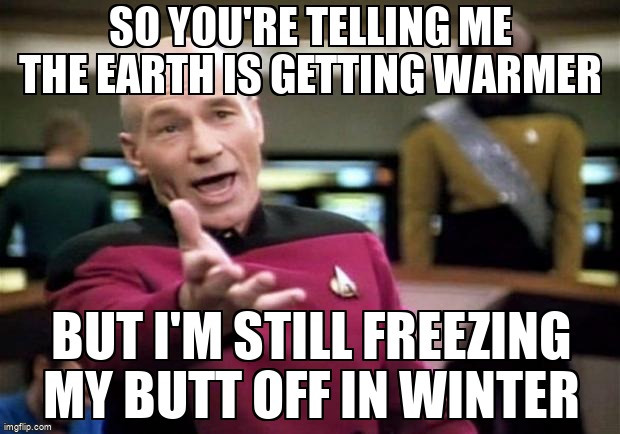 SO YOU'RE TELLING ME
THE EARTH IS GETTING WARMER
BUT I'M STILL FREEZING
MY BUTT OFF IN WINTER
imgflip.com